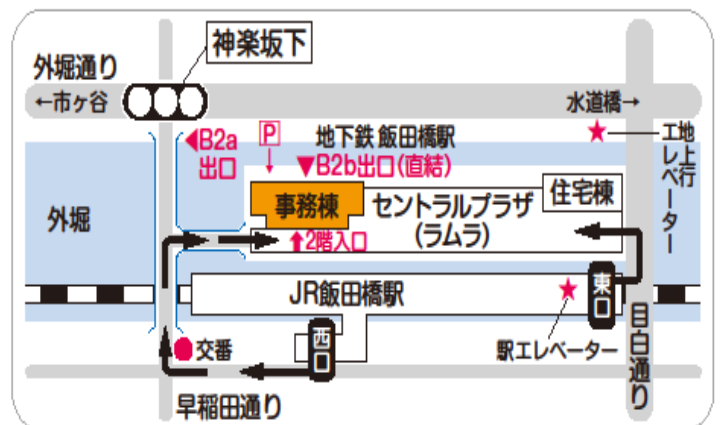 神楽坂下
外堀通り
←市ヶ谷
水道橋→
◀B2a
出口
P
地下鉄 飯田橋駅
▼B2b出口(直結)
★
地上行
エレベーター
事務棟
セントラルプラザ
(ラムラ)
住宅棟
外堀
⬆2階入口
JR飯田橋駅
★
東口
西口
交番
駅エレベーター
目白通り
早稲田通り